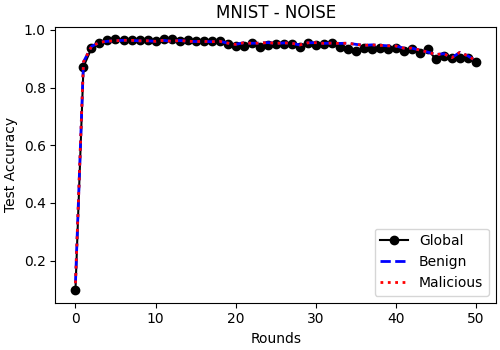 MNIST - NOISE
Test Accuracy
1.0
0.8
0.6
0.4
0.2
0 10 20 30 40 50
Rounds
Global
Benign
Malicious